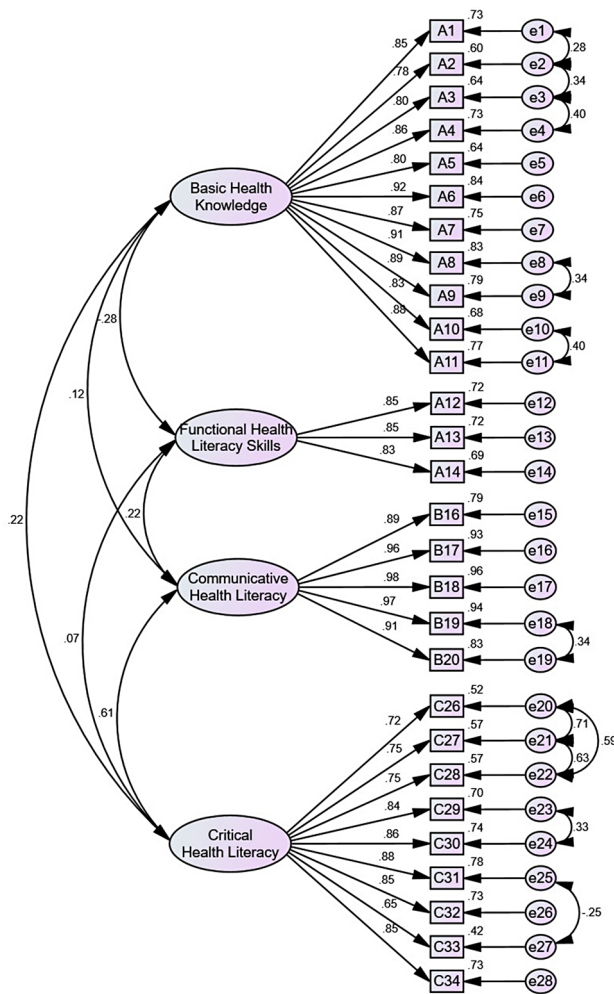 .73
.85
A1
e1
.28
.60
.78
A2
e2
.34
.64
.80
A3
e3
.40
.73
.86
A4
e4
.64
.80
A5
e5
.84
.92
A6
e6
Basic Health
Knowledge
.75
.87
A7
e7
.83
.91
A8
e8
.34
.79
.89
A9
e9
.68
.83
A10
e10
.40
.77
.88
A11
e11
-.28
.12
.72
.85
A12
e12
Functional Health
Literacy Skills
.72
.85
A13
e13
.69
.83
A14
e14
.22
.22
.79
.89
B16
e15
.93
.96
B17
e16
Communicative
Health Literacy
.96
.98
B18
e17
.94
.97
B19
e18
.34
.83
.91
B20
e19
.07
.61
.52
.72
C26
e20
.71
.59
.57
.75
C27
e21
.63
.57
.75
C28
e22
.70
.84
C29
e23
.33
Critical
Health Literacy
.74
.86
C30
e24
.78
.88
C31
e25
.73
.85
C32
e26
-.25
.42
.65
C33
e27
.73
.85
C34
e28